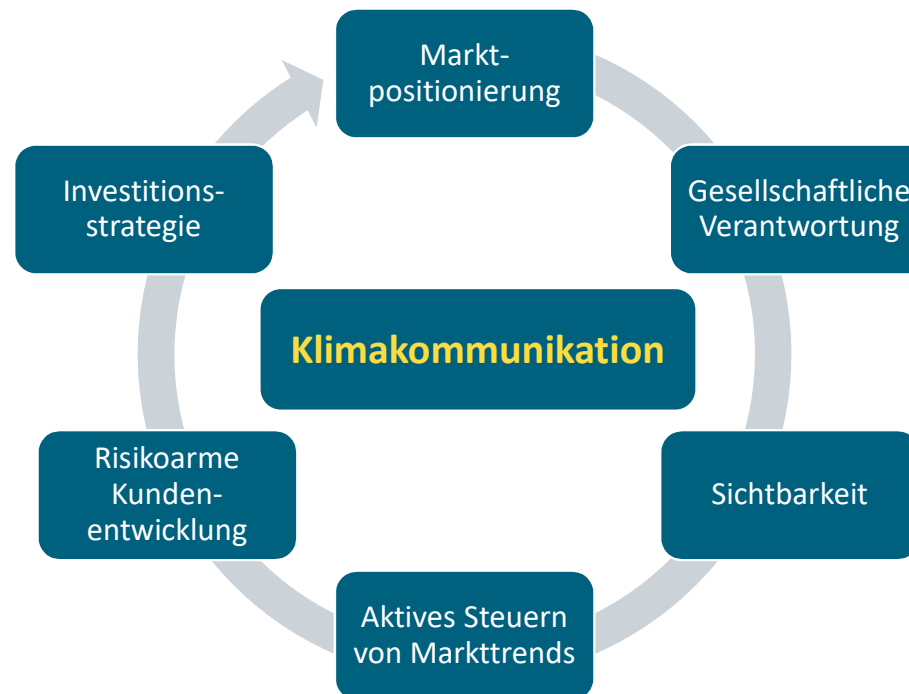 Markt-
positionierung
Gesellschaftliche
Verantwortung
Sichtbarkeit
Aktives Steuern
von Markttrends
Risikoarme
Kunden-
entwicklung
Investitions-
strategie
Klimakommunikation